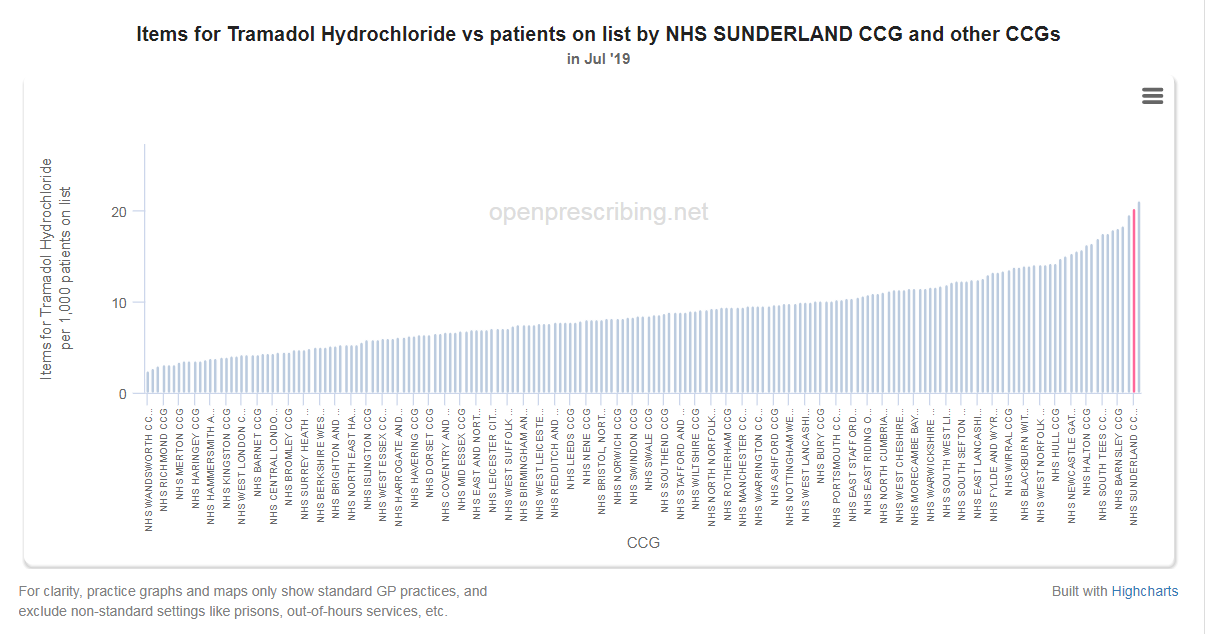 Items for Tramadol Hydrochloride vs patients on list by NHS SUNDERLAND CCG and other CCGs
in Jul '19
Items for Tramadol Hydrochloride
per 1,000 patients on list
openprescribing.net
20
10
0
NHS WANDSWORTH C...
NHS RICHMOND CCG
NHS MERTON CCG
NHS HARINGEY CCG
NHS HAMMERSMITH A...
NHS KINGSTON CCG
NHS WEST LONDON C...
NHS BARNET CCG
NHS CENTRAL LONDO...
NHS BROMLEY CCG
NHS SURREY HEATH ...
NHS BERKSHIRE WES...
NHS BRIGHTON AND ...
NHS NORTH EAST HA...
NHS ISLINGTON CCG
NHS WEST ESSEX CC...
NHS HARROGATE AND...
NHS HAVERING CCG
NHS DORSET CCG
NHS COVENTRY AND ...
NHS MID ESSEX CCG
NHS EAST AND NORT...
NHS LEICESTER CIT...
NHS WEST SUFFOLK ...
NHS BIRMINGHAM AN...
NHS WEST LEICESTE...
NHS REDDITCH AND...
NHS LEEDS CCG
NHS NENE CCG
NHS BRISTOL, NORT...
NHS NORWICH CCG
NHS SWINDON CCG
NHS SWALE CCG
NHS SOUTHEND CCG
NHS STAFFORD AND ...
NHS WILTSHIRE CCG
NHS NORTH NORFOLK...
NHS ROTHERHAM CCG
NHS MANCHESTER CC...
NHS WARRINGTON CC...
NHS ASHFORD CCG
NHS NOTTINGHAM WE...
NHS WEST LANCASHI...
NHS BURY CCG
NHS PORTSMOUTH CC...
NHS EAST STAFFORD...
NHS EAST RIDING O...
NHS NORTH CUMBRIA...
NHS WEST CHESHIRE...
NHS MORECAMBE BAY...
NHS WARWICKSHIRE ...
NHS SOUTH WEST LI...
NHS SOUTH SEFTON ...
NHS EAST LANCASHI...
NHS FYLDE AND WYR...
NHS WIRRAL CCG
NHS BLACKBURN WIT...
NHS WEST NORFOLK ...
NHS HULL CCG
NHS NEWCASTLE GAT...
NHS HALTON CCG
NHS SOUTH TEES CC...
NHS BARNSLEY CCG
NHS SUNDERLAND CC...
CCG
For clarity, practice graphs and maps only show standard GP practices, and
exclude non-standard settings like prisons, out-of-hours services, etc.
Built with Highcharts